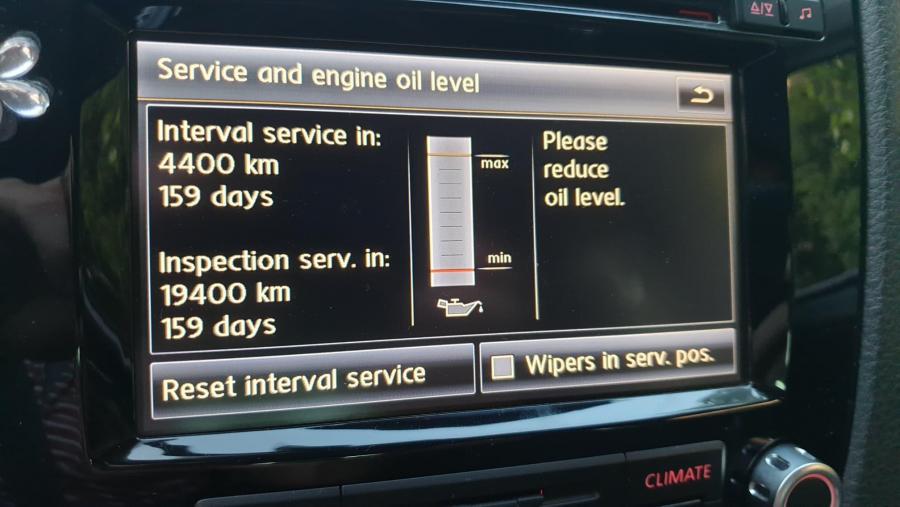 Service and engine oil level
Interval service in:
4400 km
159 days
Inspection serv. in:
19400 km
159 days
max
min
Please
reduce
oil level.
Reset interval service
Wipers in serv. pos.
CLIMATE